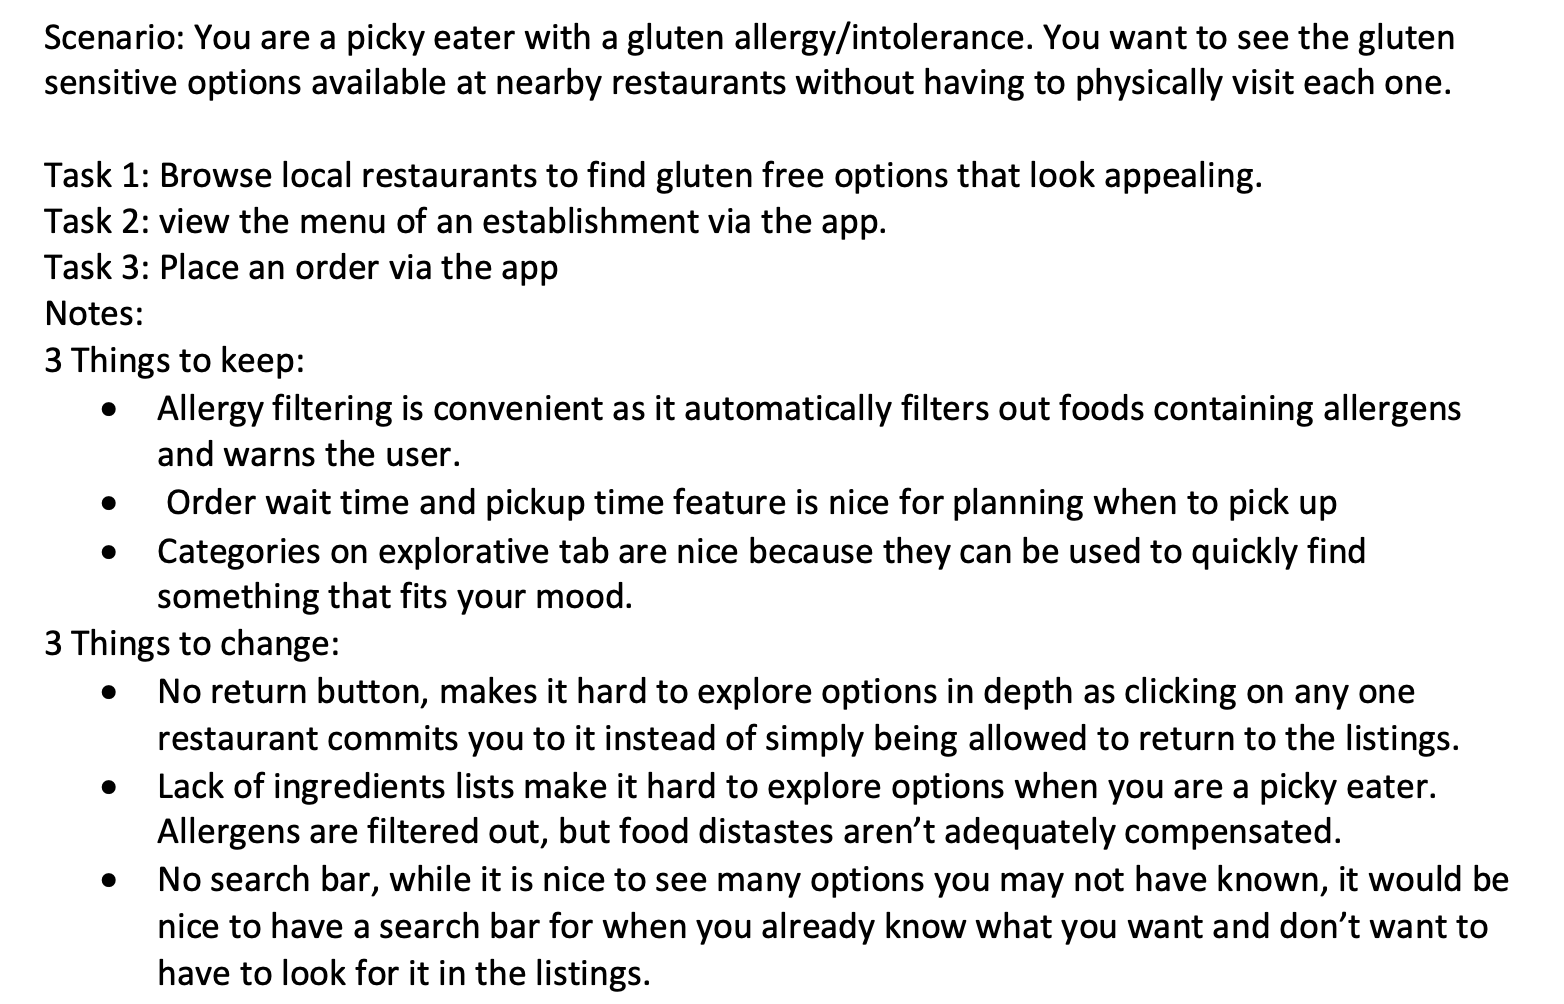 Scenario: You are a picky eater with a gluten allergy/intolerance. You want to see the gluten
sensitive options available at nearby restaurants without having to physically visit each one.
Task 1: Browse local restaurants to find gluten free options that look appealing.
Task 2: view the menu of an establishment via the app.
Task 3: Place an order via the app
Notes:
3 Things to keep:
• Allergy filtering is convenient as it automatically filters out foods containing allergens
and warns the user.
• Order wait time and pickup time feature is nice for planning when to pick up
• Categories on explorative tab are nice because they can be used to quickly find
something that fits your mood.
3 Things to change:
• No return button, makes it hard to explore options in depth as clicking on any one
restaurant commits you to it instead of simply being allowed to return to the listings.
• Lack of ingredients lists make it hard to explore options when you are a picky eater.
Allergens are filtered out, but food distastes aren’t adequately compensated.
• No search bar, while it is nice to see many options you may not have known, it would be
nice to have a search bar for when you already know what you want and don’t want to
have to look for it in the listings.